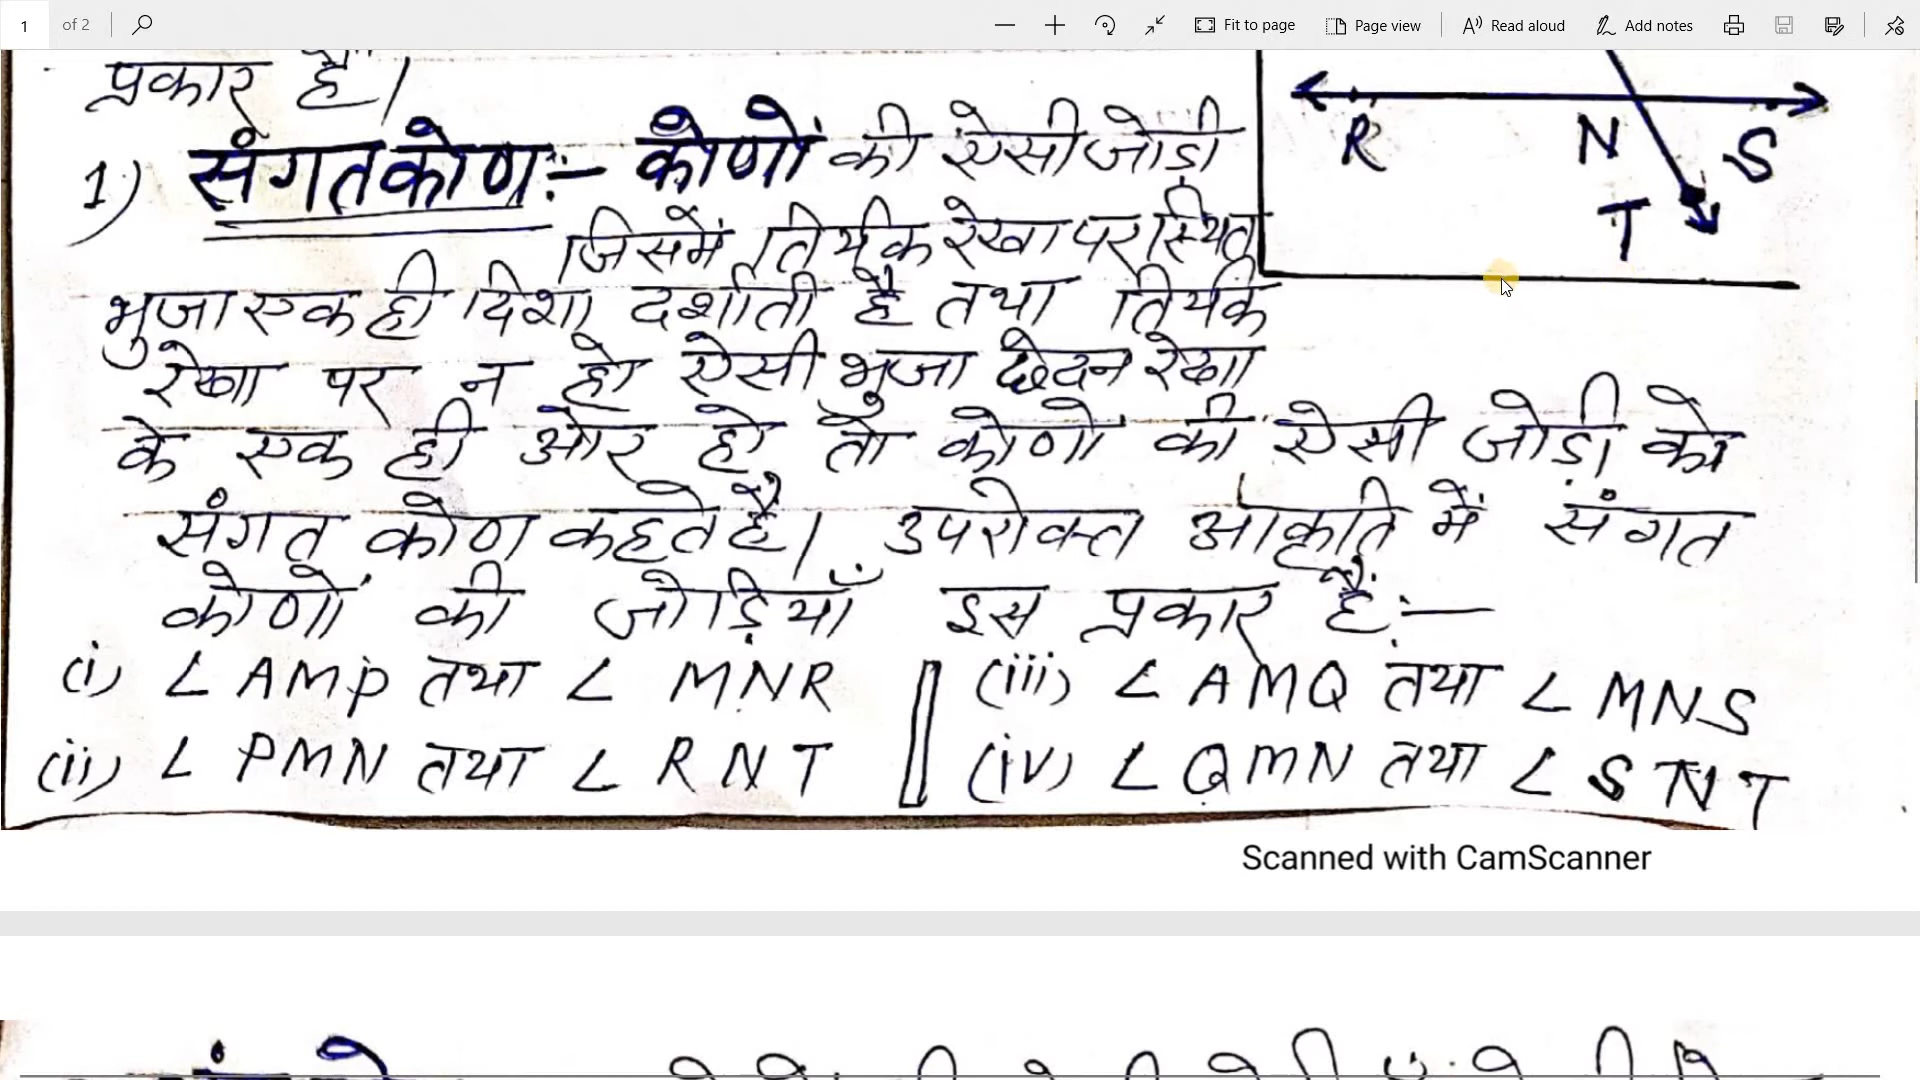 1 of 2 Fit to page Page view Read aloud Add notes
प्रकार है।
R N S
T
1) संगतकोण:- कोणों की ऐसी जोड़ी
जिसमें तिर्यक रेखा पर स्थित
भुजा एक ही दिशा दर्शाती है तथा तिर्यक
रेखा पर न हो ऐसी भुजा छेदन रेखा
के एक ही ओर हो तो कोणों की ऐसी जोड़ी को
संगत कोण कहते हैं। उपरोक्त आकृति में संगत
कोणों की जोड़ियाँ इस प्रकार हैं:—
(i) ∠ AMP तथा ∠ MNR
(ii) ∠ PMN तथा ∠ RNT
(iii) ∠ AMQ तथा ∠ MNS
(iv) ∠ QMN तथा ∠ SNT
Scanned with CamScanner